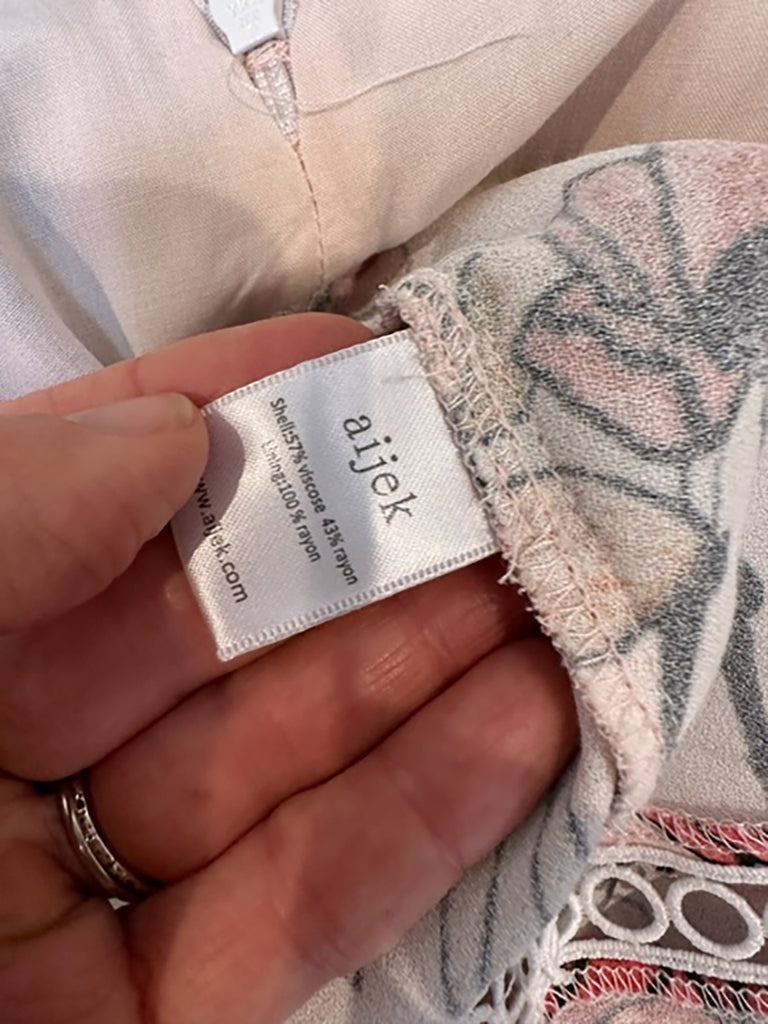 aijek
Shell:57% viscose 43% rayon
Lining:100% rayon
www.aijek.com